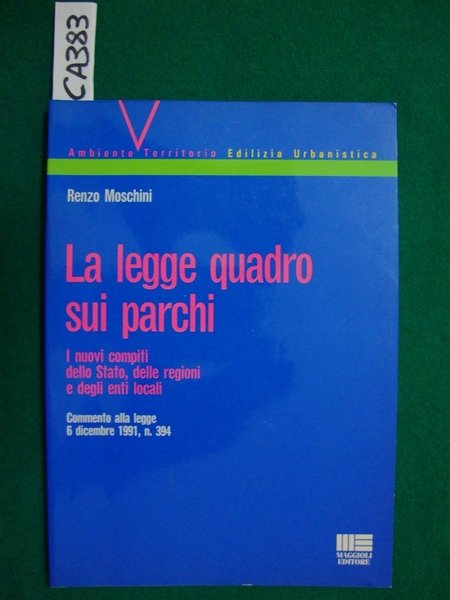 CA383
Ambiente Territorio Edilizia Urbanistica
Renzo Moschini
La legge quadro
sui parchi
I nuovi compiti
dello Stato, delle regioni
e degli enti locali
Commento alla legge
6 dicembre 1991, n. 394
MAGGIOLI
EDITORE